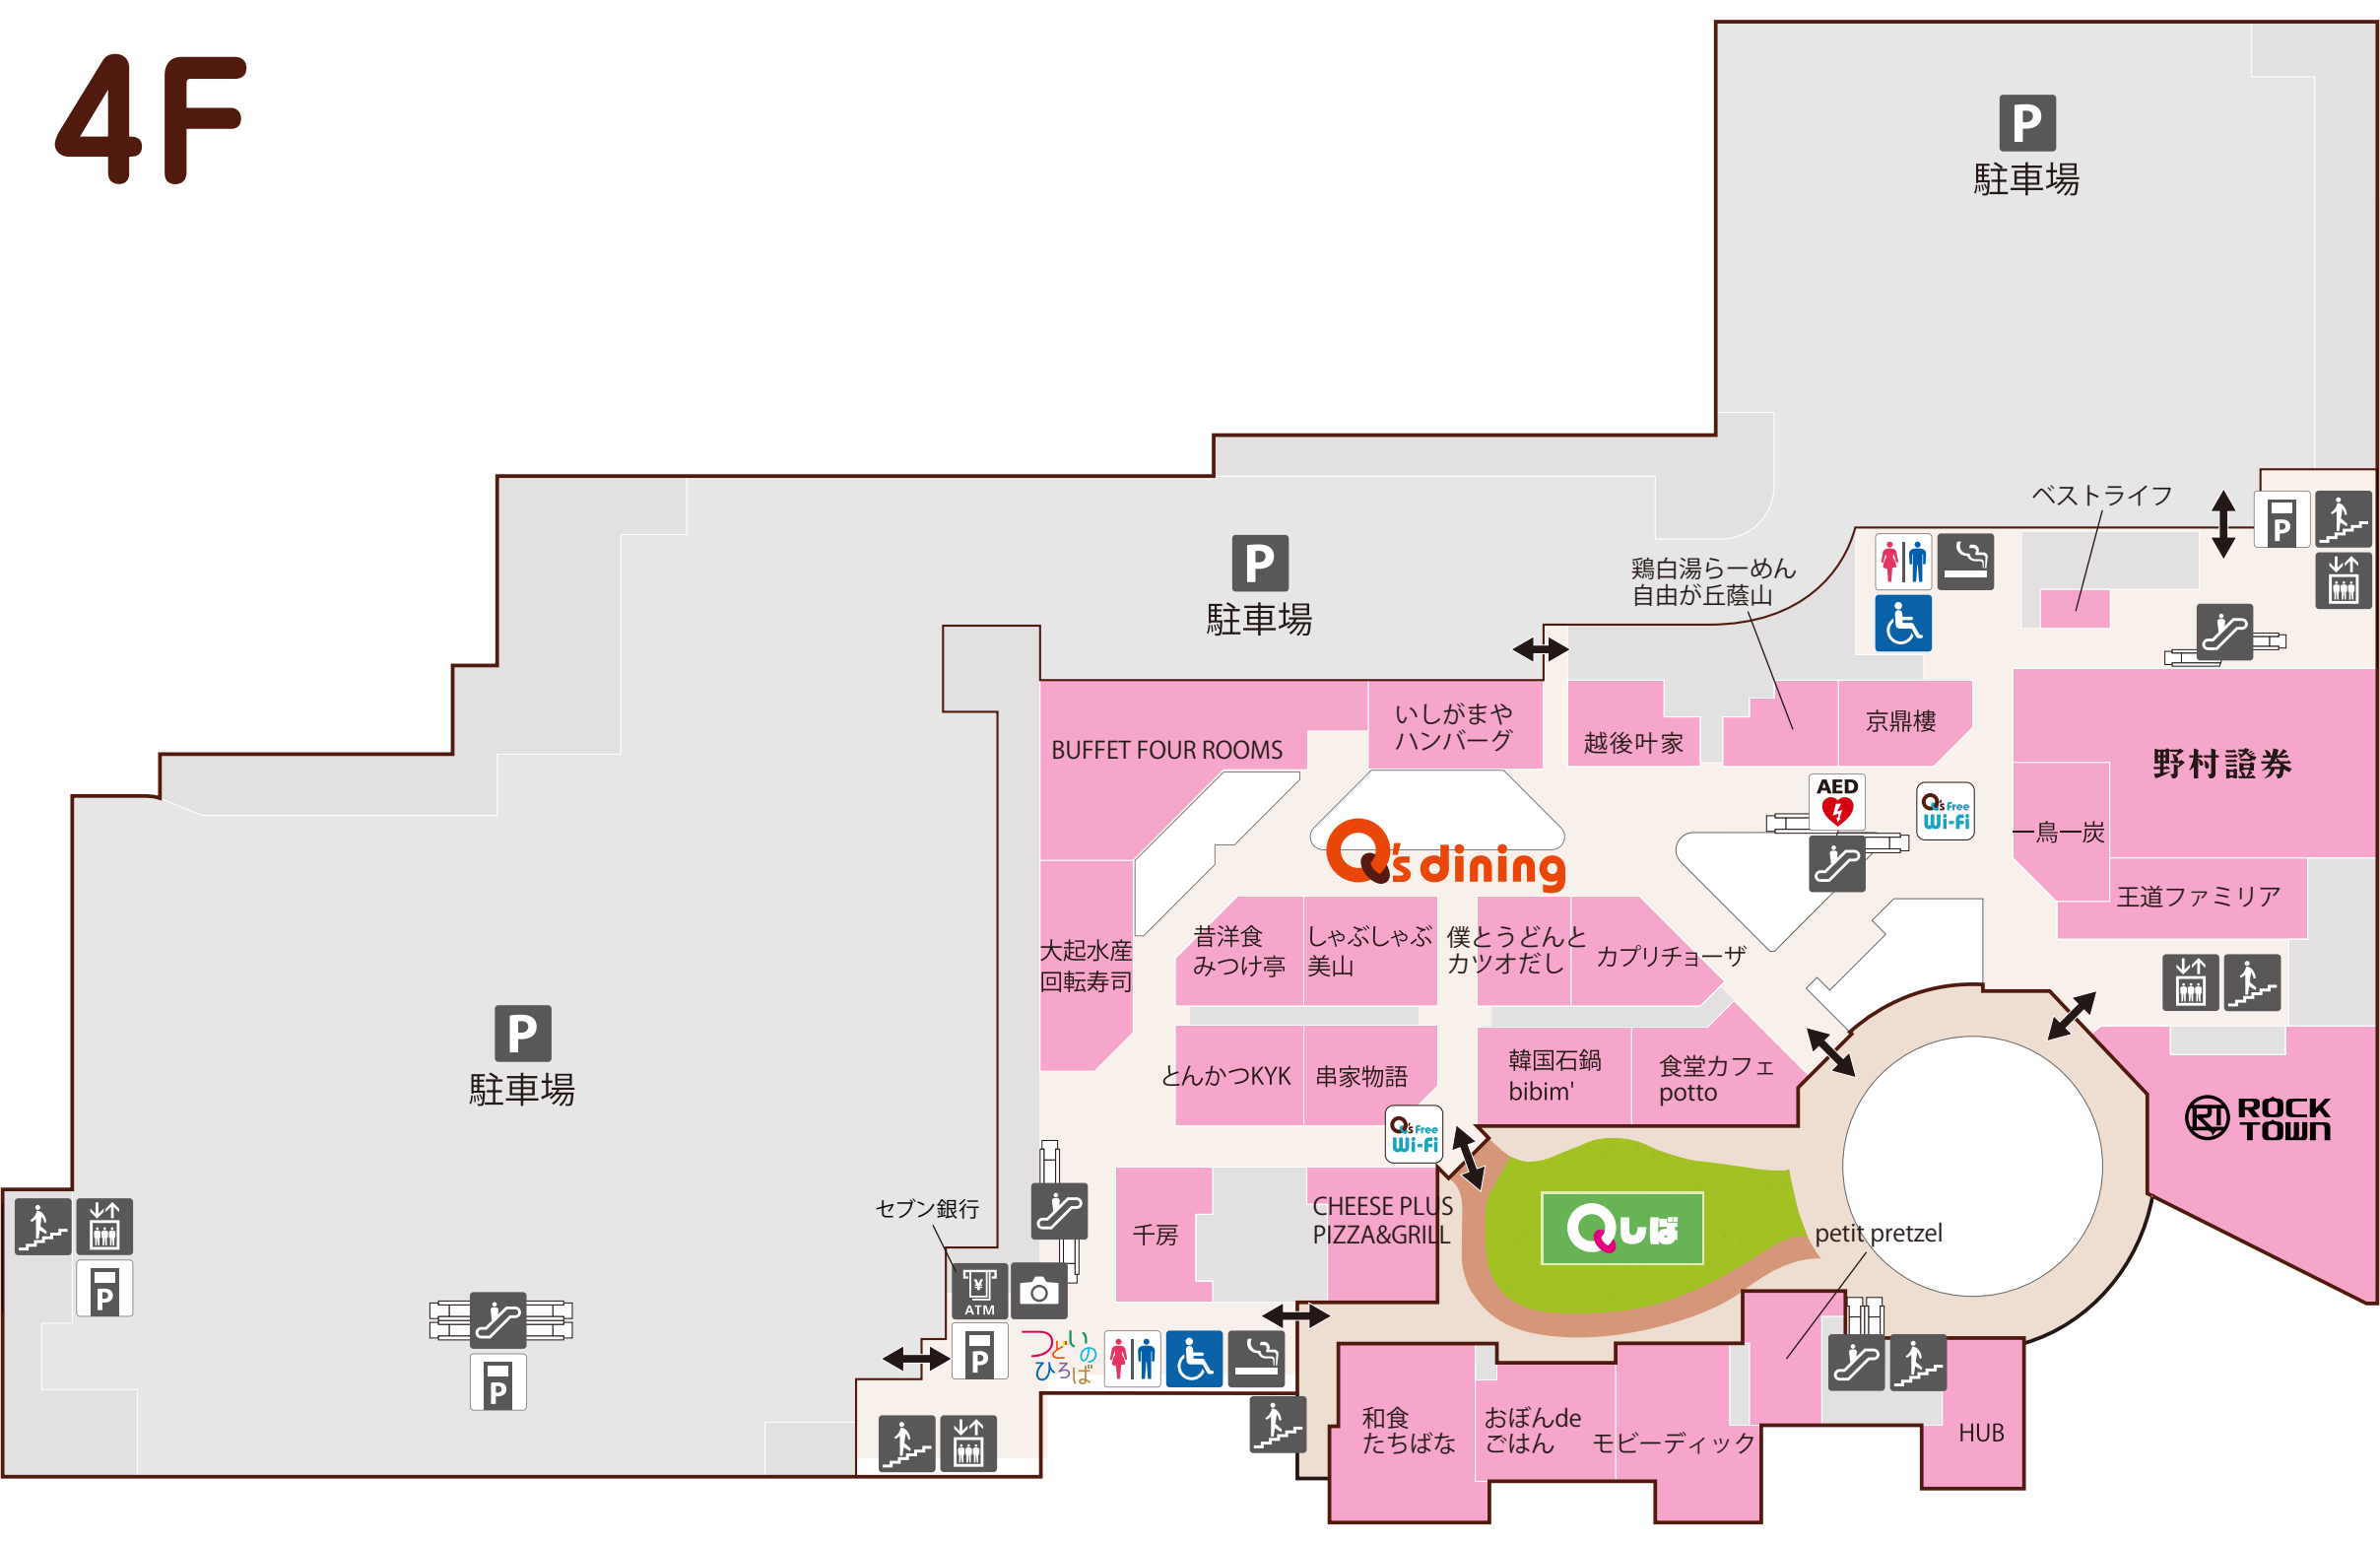 4F
P
駐車場
ベストライフ
P
P
駐車場
鶏白湯らーめん
自由が丘蔭山
BUFFET FOUR ROOMS
いしがまや
ハンバーグ
越後叶家
京鼎樓
野村證券
AED
Q's Free
Wi-Fi
一鳥一炭
Q's dining
王道ファミリア
大起水産
回転寿司
昔洋食
みつけ亭
しゃぶしゃぶ
美山
僕とうどんと
カツオだし
カプリチョーザ
P
駐車場
とんかつKYK
串家物語
韓国石鍋
bibim'
食堂カフェ
potto
RT ROCK
TOWN
Q's Free
Wi-Fi
セブン銀行
千房
CHEESE PLUS
PIZZA&GRILL
Qしば
petit pretzel
P
ATM
P
つどい
の
ひろば
P
和食
たちばな
おぼんde
ごはん
モビーディック
HUB